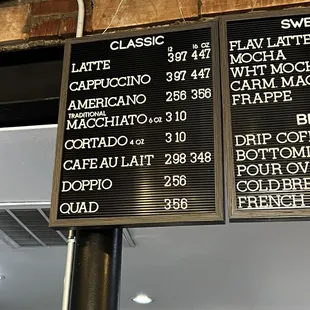 CLASSIC
12 16 OZ
LATTE 397 447
CAPPUCCINO 397 447
AMERICANO 256 356
TRADITIONAL
MACCHIATO 6 OZ 310
CORTADO 4 OZ 310
CAFE AU LAIT 298 348
DOPPIO 256
QUAD 356
SWE
FLAV LATTE
MOCHA
WHT MOCH
CARM. MAC
FRAPPE
B
DRIP COFF
BOTTOML
POUR OV
COLD BRE
FRENCH